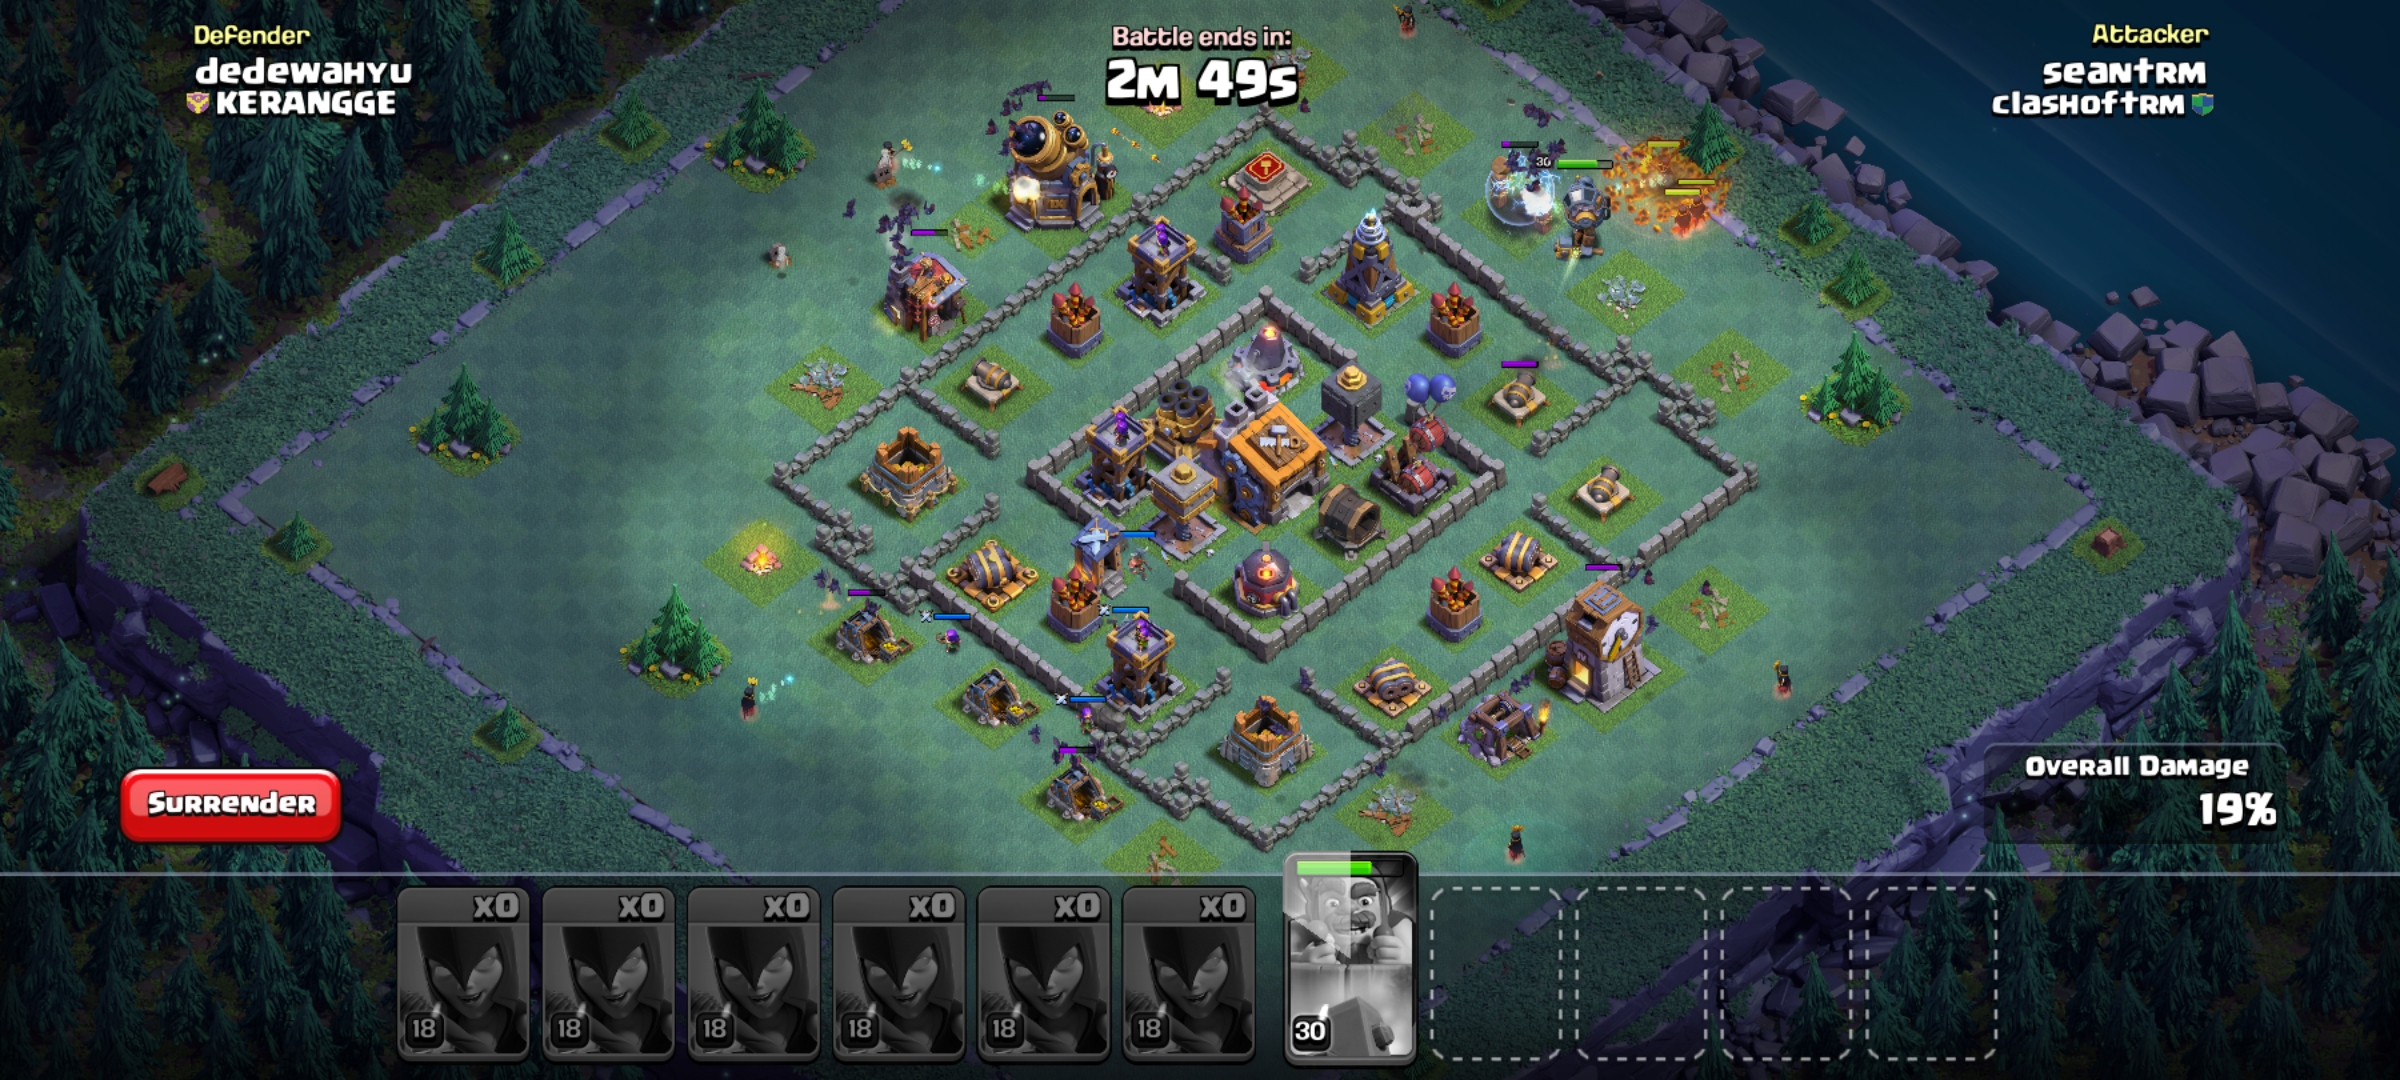 Defender
dedewahyu
KERANGGE
Battle ends in:
2M 49s
Attacker
seantRM
clashoftRM
30
Surrender
Overall Damage
19%
x0
x0
x0
x0
x0
x0
18
18
18
18
18
18
30